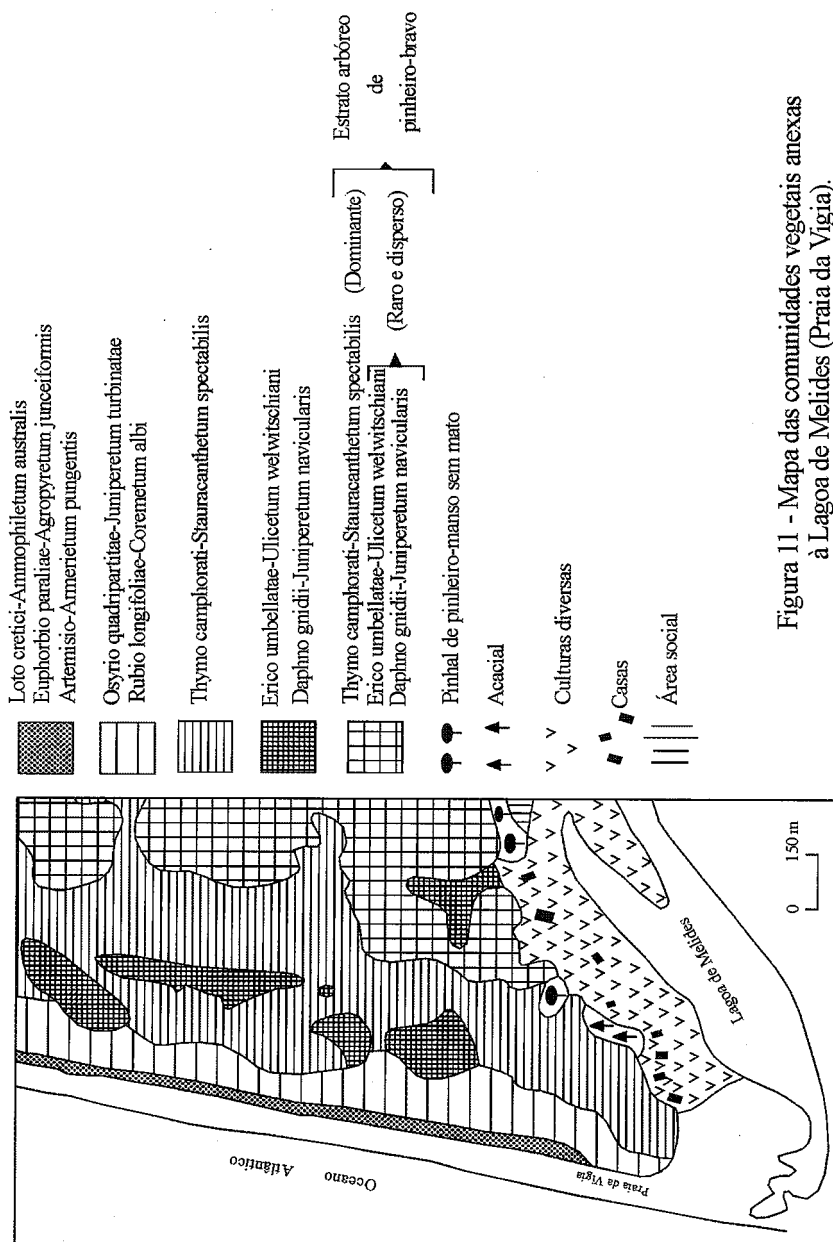 Loto cretici-Ammophiletum australis
Euphorbio paraliae-Agropyretum junceiformis
Artemisio-Armerietum pungentis
Osyrio quadripartitae-Juniperetum turbinatae
Rubio longifoliae-Coremetum albi
Thymo camphorati-Stauracanthetum spectabilis
Erico umbellatae-Ulicetum welwitschiani
Daphno gnidii-Juniperetum navicularis
Thymo camphorati-Stauracanthetum spectabilis (Dominante)
Erico umbellatae-Ulicetum welwitschiani
Daphno gnidii-Juniperetum navicularis
(Raro e disperso)
Estrato arbóreo
de
pinheiro-bravo
Pinhal de pinheiro-manso sem mato
Acacial
Culturas diversas
Casas
Área social
Oceano
Atlântico
Praia da Vigia
Lagoa de Melides
0 150 m
Figura 11 - Mapa das comunidades vegetais anexas
à Lagoa de Melides (Praia da Vigia).